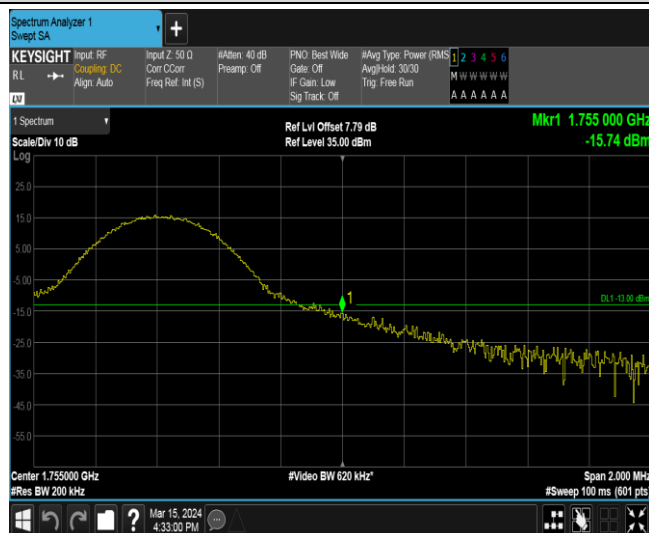 Spectrum Analyzer 1
Swept SA
+
KEYSIGHT
RL
LXI
Input: RF
Coupling: DC
Align: Auto
Input Z: 50 Ω
Corr CCorr
Freq Ref: Int (S)
#Atten: 40 dB
Preamp: Off
PNO: Best Wide
Gate: Off
IF Gain: Low
Sig Track: Off
#Avg Type: Power (RMS
Avg|Hold: 30/30
Trig: Free Run
1 2 3 4 5 6
M W W W W W
A A A A A A
1 Spectrum
Scale/Div 10 dB
Ref Lvl Offset 7.79 dB
Ref Level 35.00 dBm
Mkr1 1.755 000 GHz
-15.74 dBm
Log
25.0
15.0
5.00
-5.00
-15.0
-25.0
-35.0
-45.0
-55.0
1
DL1 -13.00 dBm
Center 1.755000 GHz
#Res BW 200 kHz
#Video BW 620 kHz*
Span 2.000 MHz
#Sweep 100 ms (601 pts)
?
Mar 15, 2024
4:33:00 PM